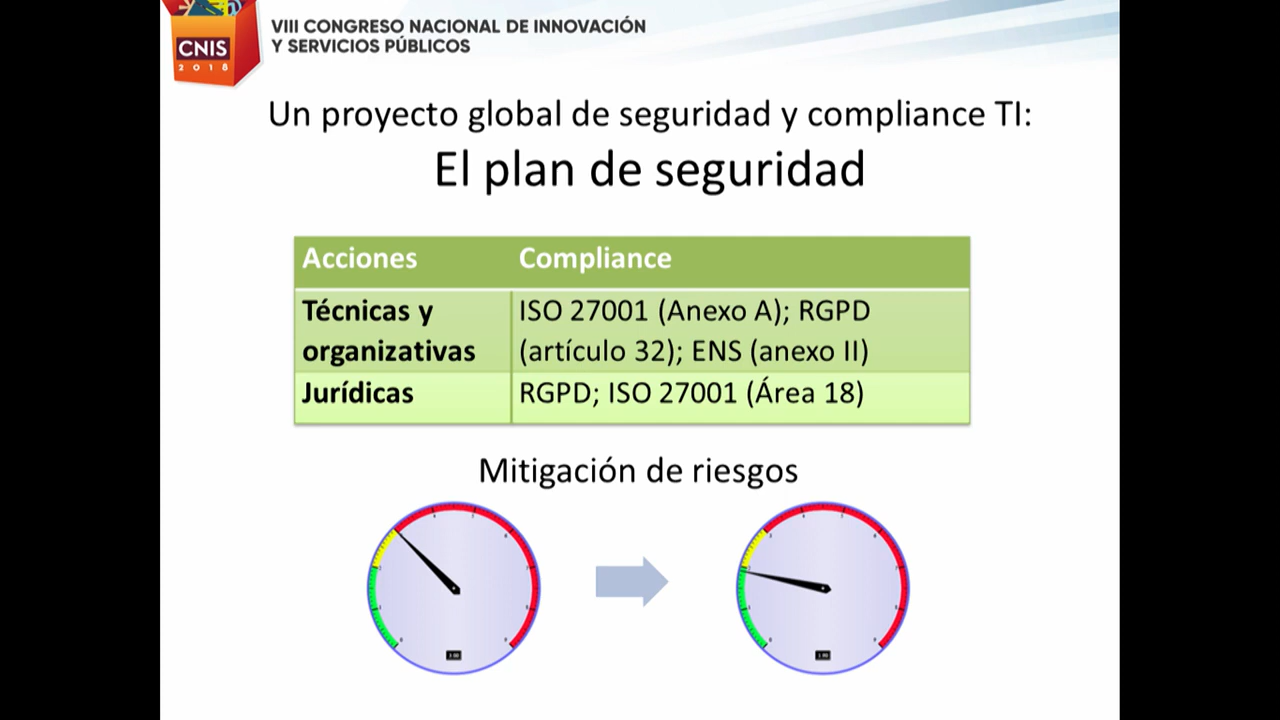 CNIS
2018
VIII CONGRESO NACIONAL DE INNOVACIÓN
Y SERVICIOS PÚBLICOS
Un proyecto global de seguridad y compliance TI:
El plan de seguridad
Acciones
Compliance
Técnicas y
organizativas
ISO 27001 (Anexo A); RGPD
(artículo 32); ENS (anexo II)
Jurídicas
RGPD; ISO 27001 (Área 18)
Mitigación de riesgos